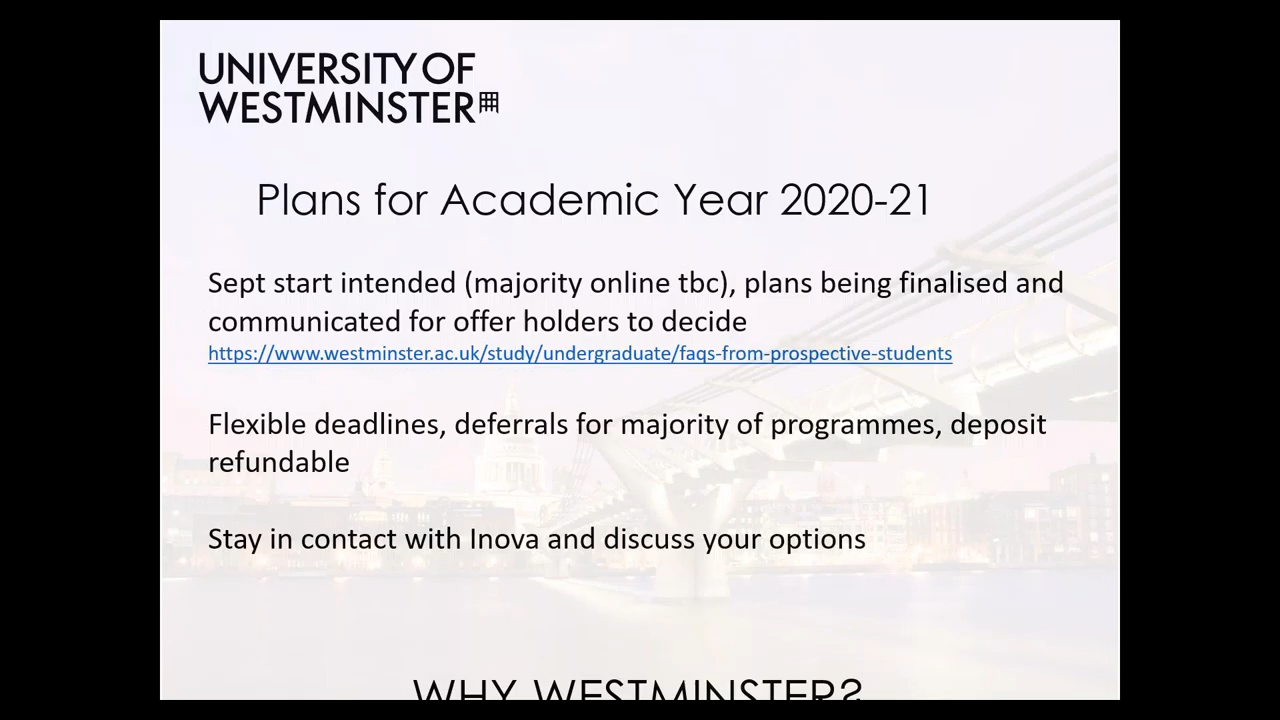 UNIVERSITY OF
WESTMINSTER
Plans for Academic Year 2020-21
Sept start intended (majority online tbc), plans being finalised and
communicated for offer holders to decide
https://www.westminster.ac.uk/study/undergraduate/faqs-from-prospective-students
Flexible deadlines, deferrals for majority of programmes, deposit
refundable
Stay in contact with Inova and discuss your options
WHY WESTMINSTER?